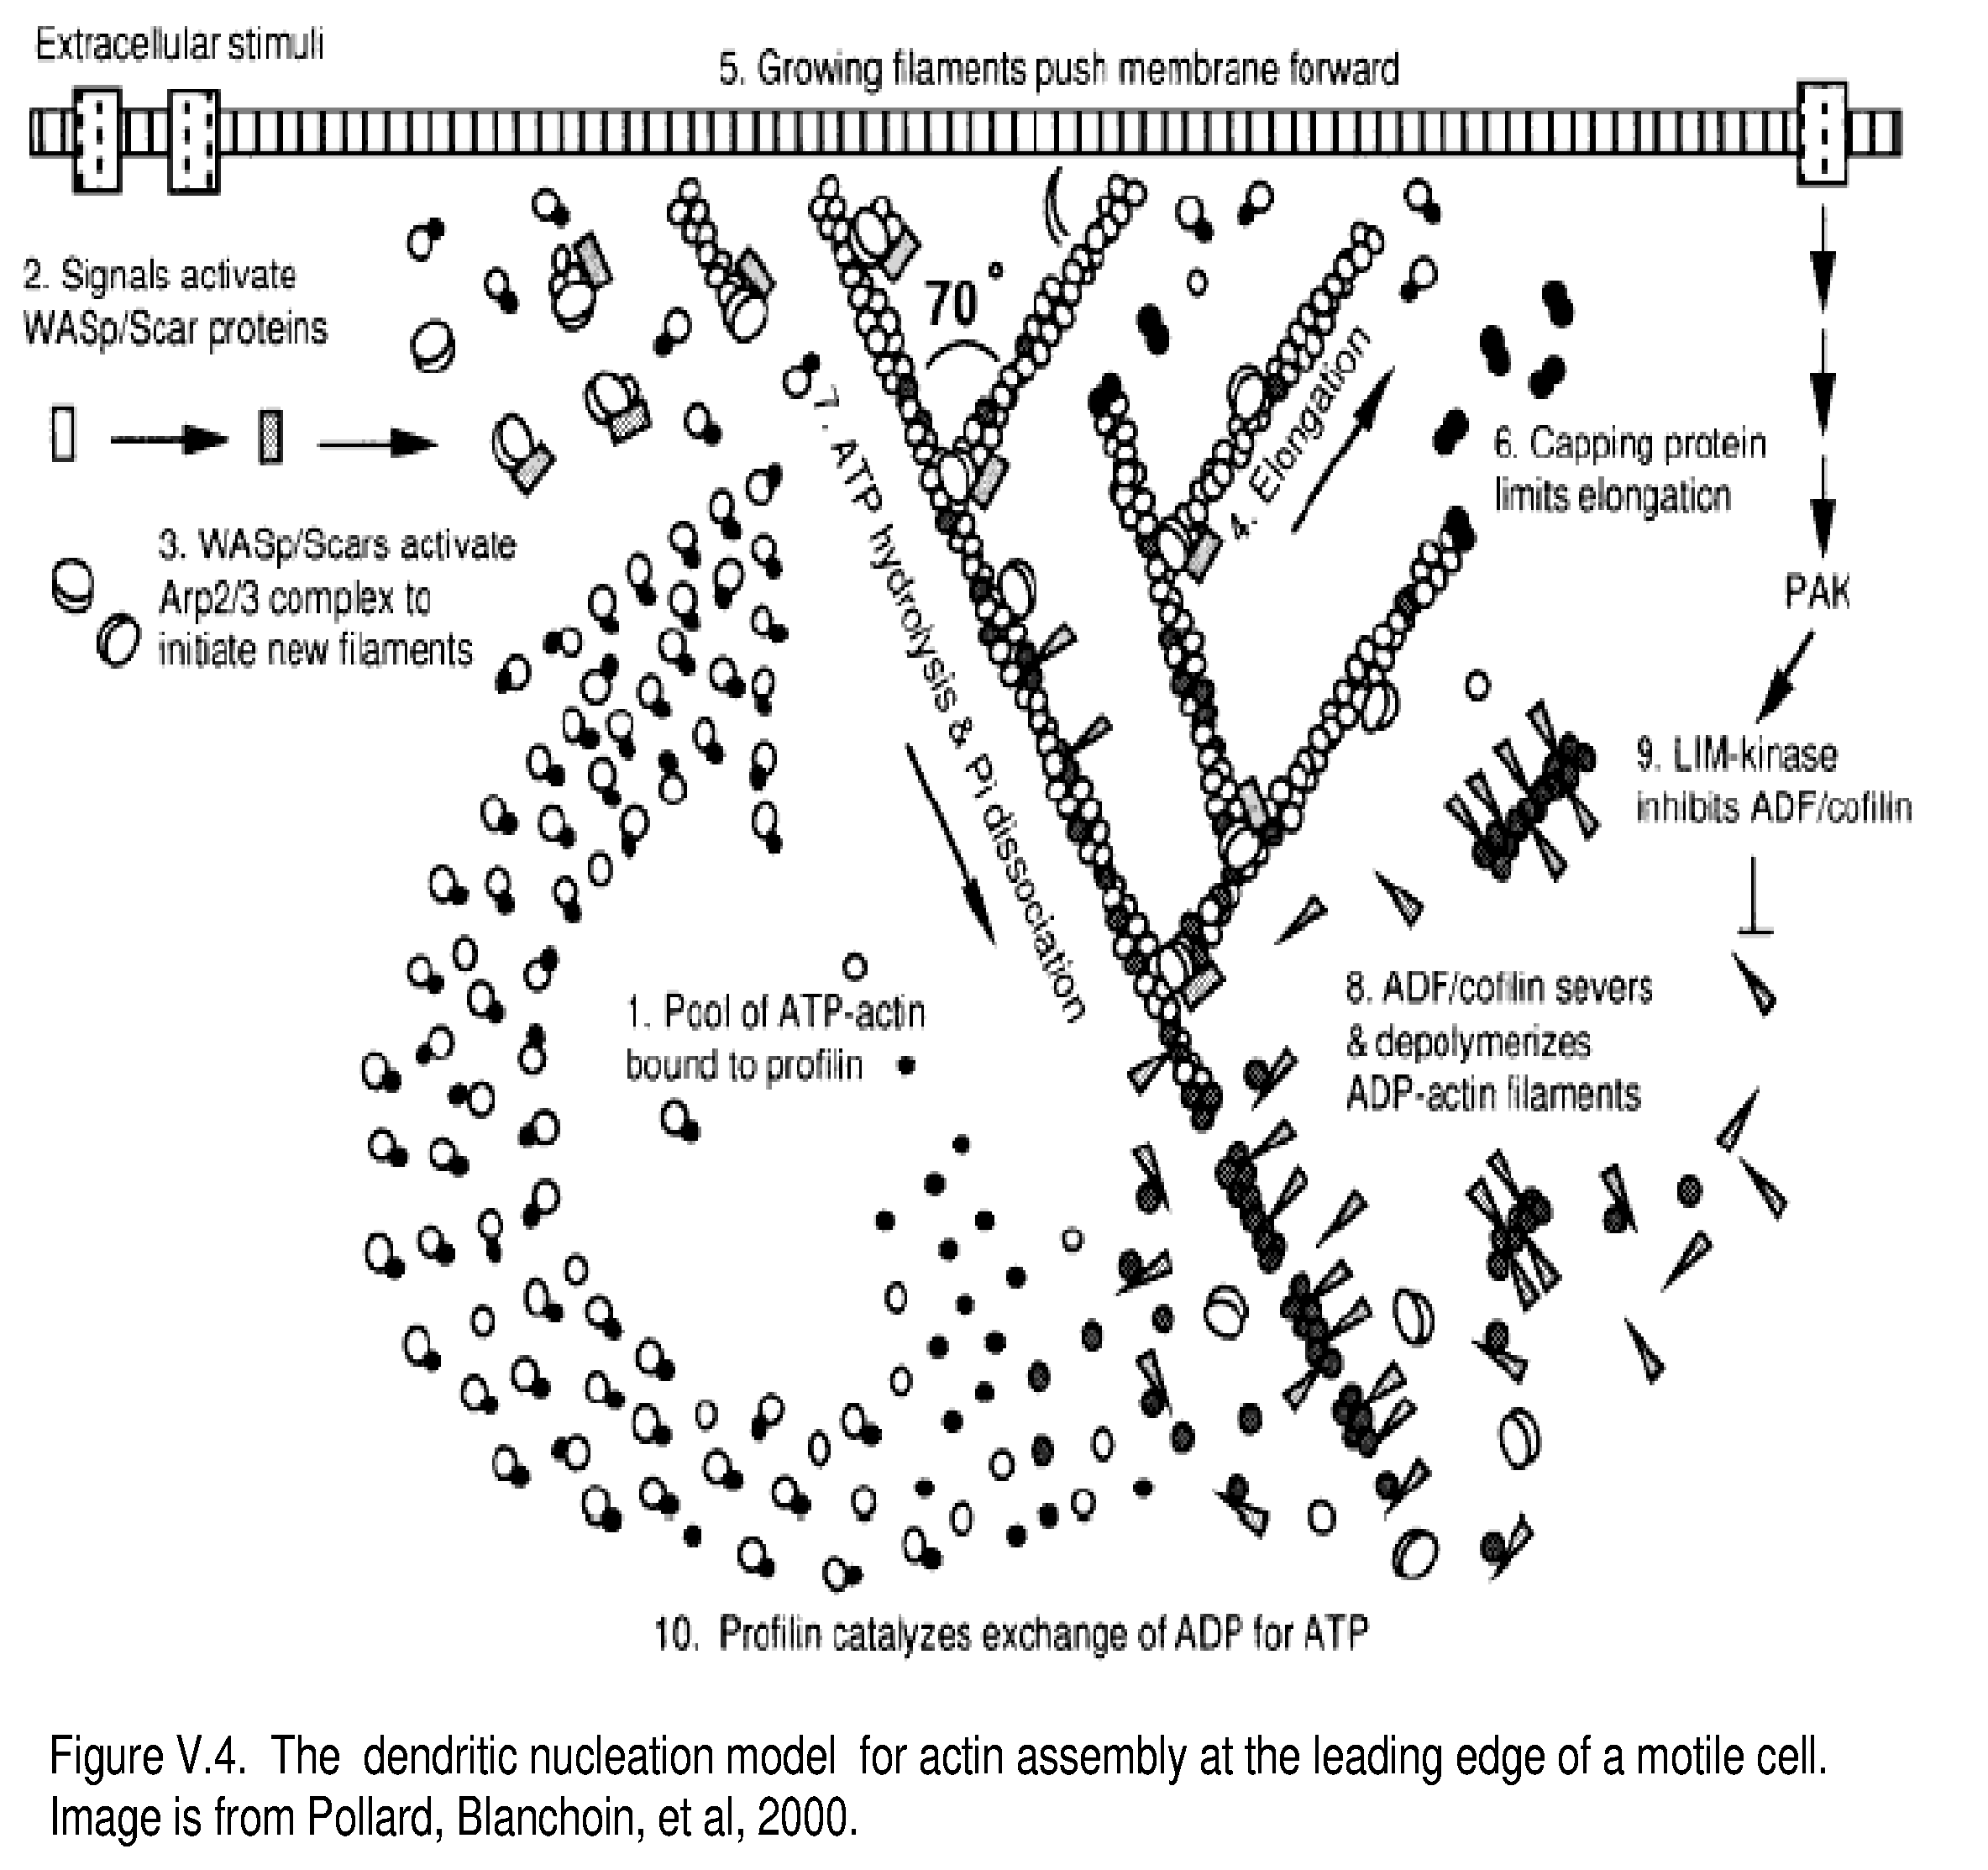 Extracellular stimuli
5. Growing filaments push membrane forward
2. Signals activate
WASp/Scar proteins
70°
7. ATP hydrolysis & Pi dissociation
4. Elongation
6. Capping protein
limits elongation
3. WASp/Scars activate
Arp2/3 complex to
initiate new filaments
PAK
9. LIM-kinase
inhibits ADF/cofilin
1. Pool of ATP-actin
bound to profilin
8. ADF/cofilin severs
& depolymerizes
ADP-actin filaments
10. Profilin catalyzes exchange of ADP for ATP
Figure V.4. The dendritic nucleation model for actin assembly at the leading edge of a motile cell.
Image is from Pollard, Blanchoin, et al, 2000.